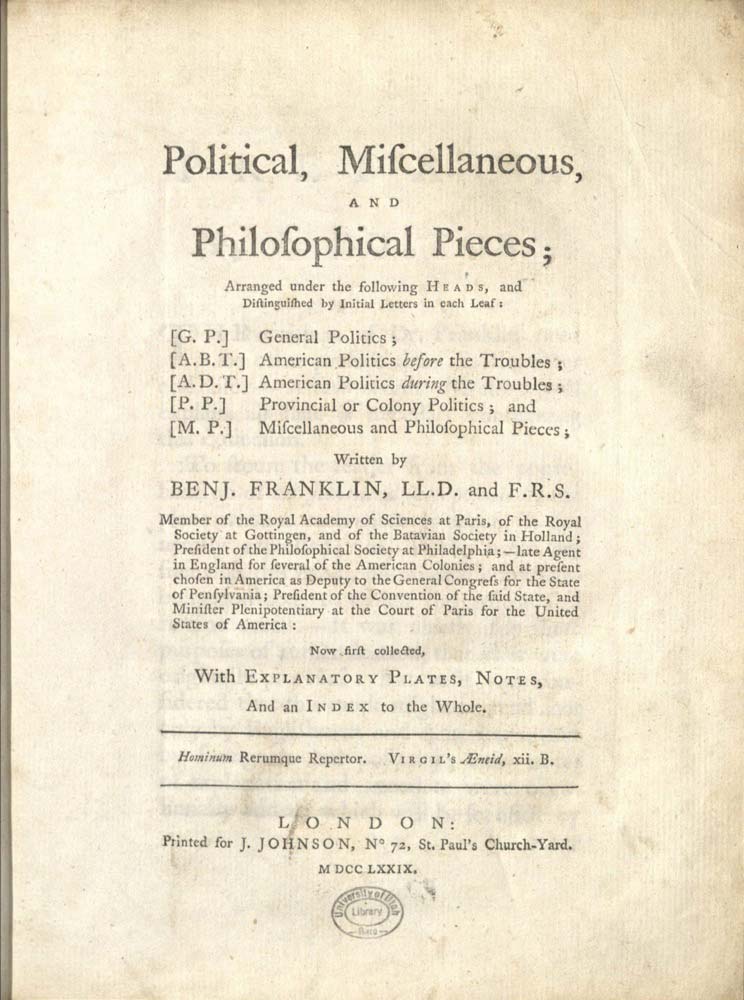 Political, Miſcellaneous,
AND
Philoſophical Pieces;
Arranged under the following HEADS, and
Diſtinguiſhed by Initial Letters in each Leaf:
[G. P.] General Politics;
[A. B. T.] American Politics before the Troubles;
[A. D. T.] American Politics during the Troubles;
[P. P.] Provincial or Colony Politics; and
[M. P.] Miſcellaneous and Philoſophical Pieces;
Written by
BENJ. FRANKLIN, LL.D. and F.R.S.
Member of the Royal Academy of Sciences at Paris, of the Royal
Society at Gottingen, and of the Batavian Society in Holland;
Preſident of the Philoſophical Society at Philadelphia;—late Agent
in England for ſeveral of the American Colonies; and at preſent
choſen in America as Deputy to the General Congreſs for the State
of Penſylvania; Preſident of the Convention of the ſaid State, and
Miniſter Plenipotentiary at the Court of Paris for the United
States of America:
Now firſt collected,
With EXPLANATORY PLATES, NOTES,
And an INDEX to the Whole.
Hominum Rerumque Repertor. VIRGIL's Æneid, xii. B.
LONDON:
Printed for J. JOHNSON, No 72, St. Paul's Church-Yard.
M DCC LXXIX.
University of Utah
Library
Rare